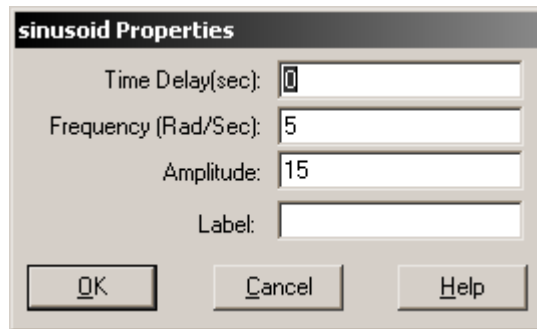 sinusoid Properties
Time Delay(sec): 0
Frequency (Rad/Sec): 5
Amplitude: 15
Label:
OK Cancel Help